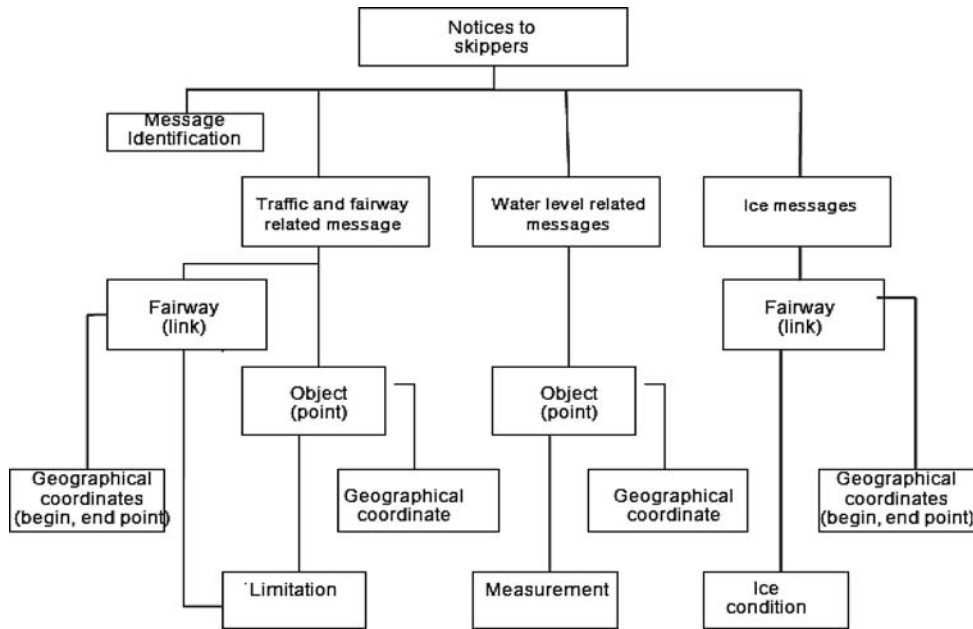 Notices to
skippers
Message
Identification
Traffic and fairway
related message
Water level related
messages
Ice messages
Fairway
(link)
Fairway
(link)
Object
(point)
Object
(point)
Geographical
coordinates
(begin, end point)
Geographical
coordinate
Geographical
coordinate
Geographical
coordinates
(begin, end point)
Limitation
Measurement
Ice
condition